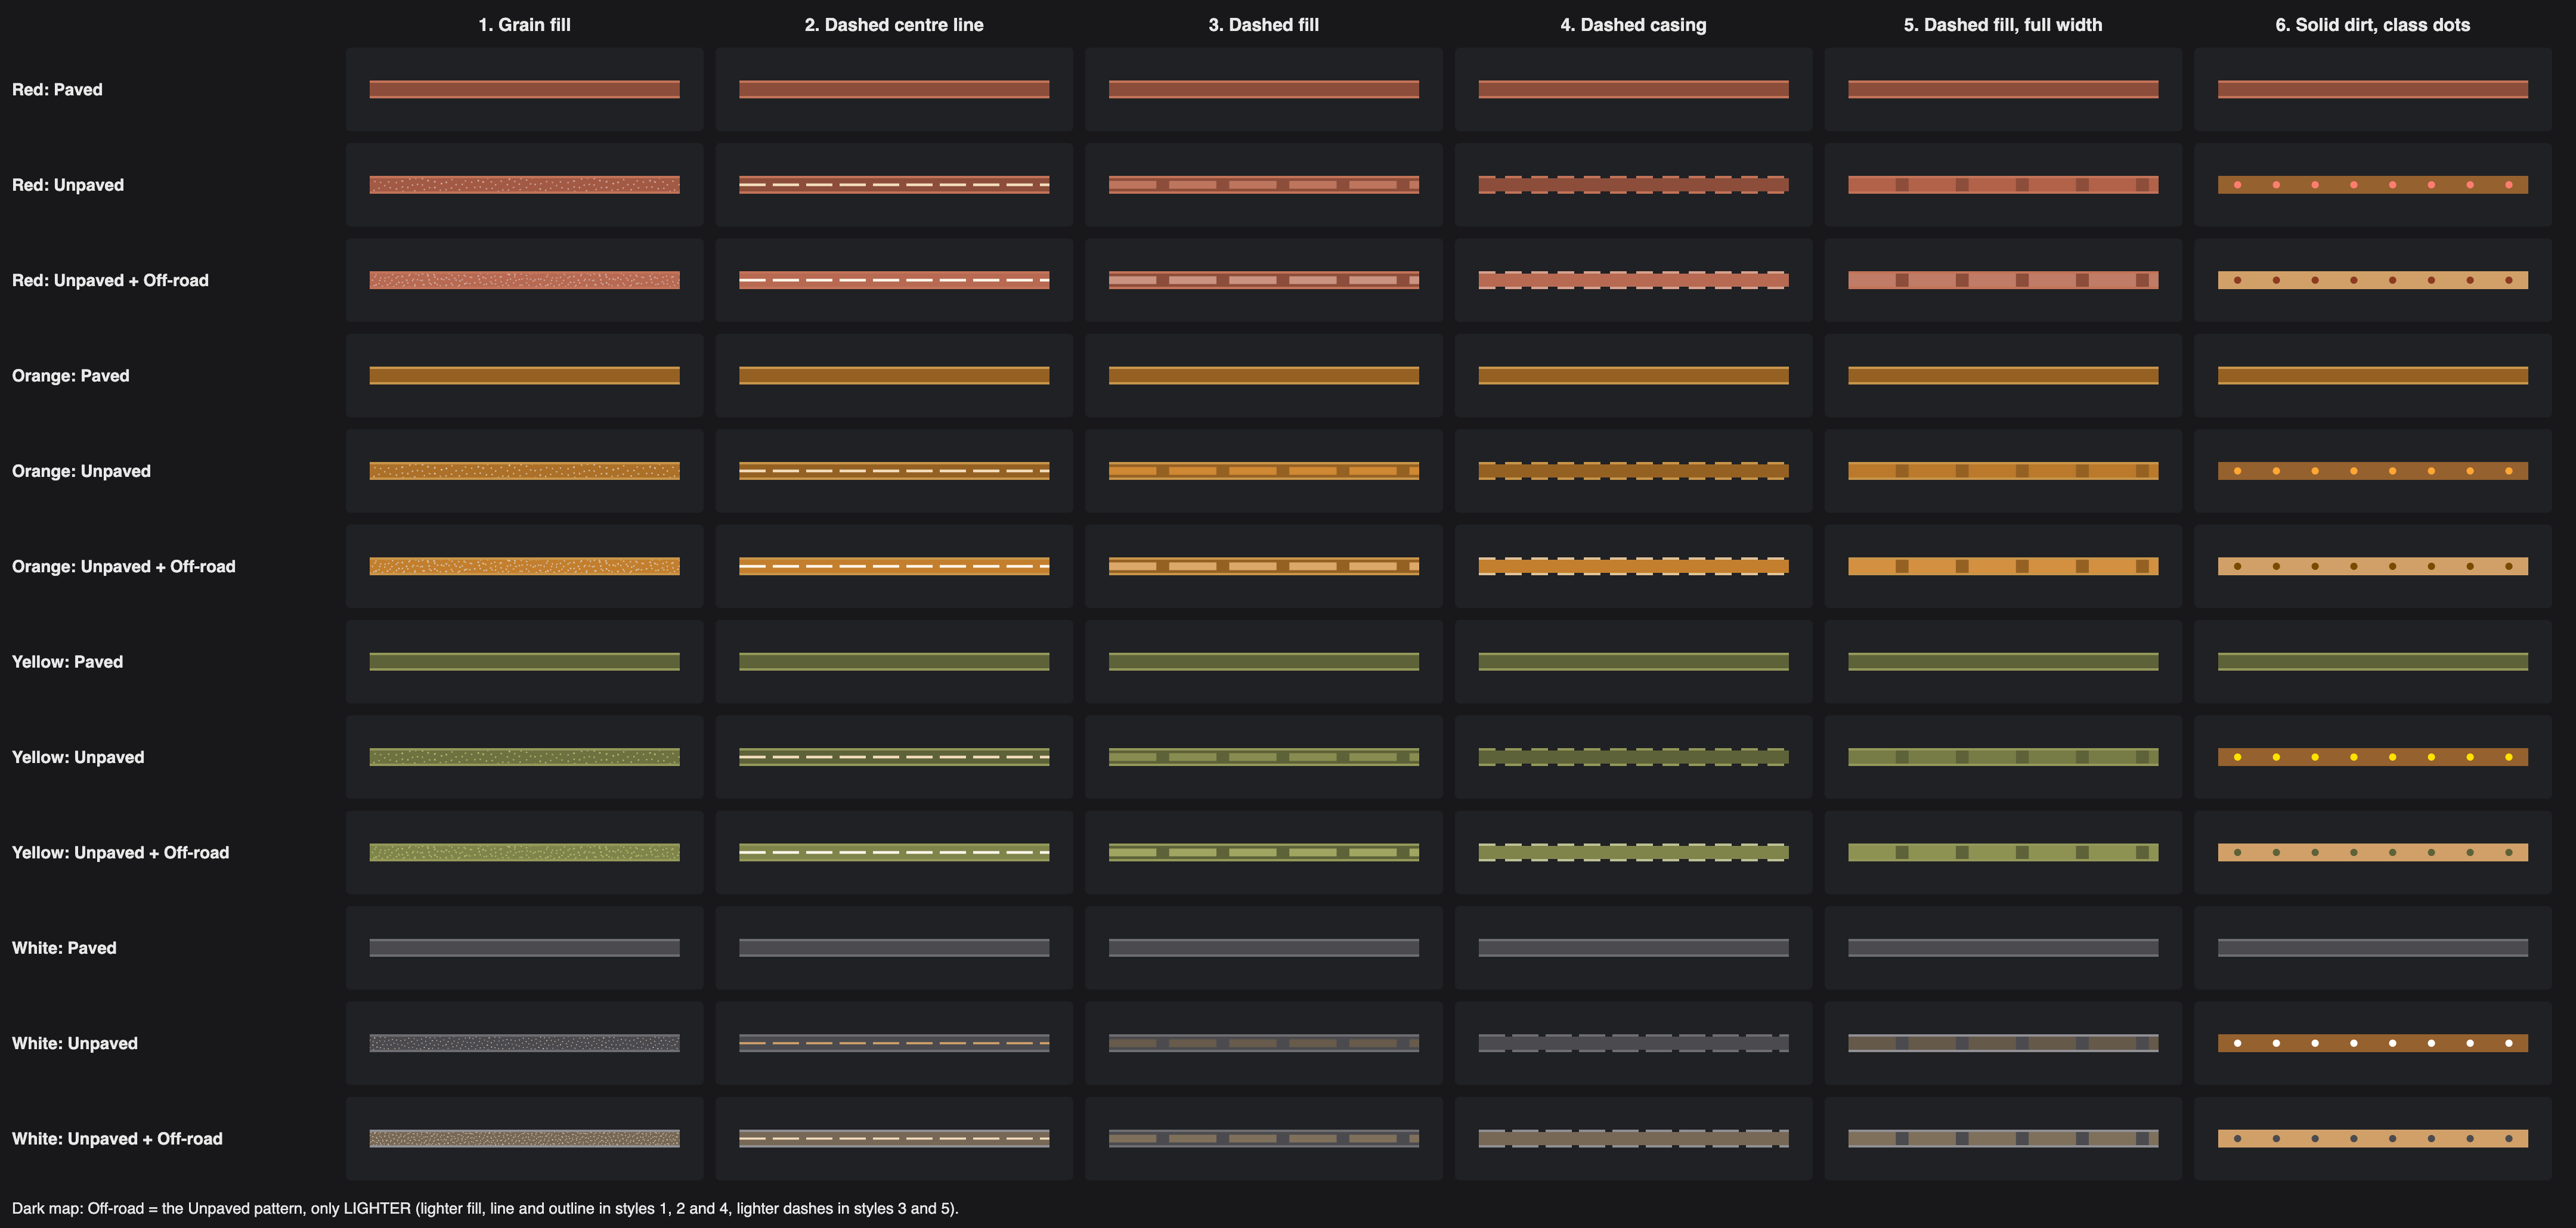 1. Grain fill
2. Dashed centre line
3. Dashed fill
4. Dashed casing
5. Dashed fill, full width
6. Solid dirt, class dots
Red: Paved
Red: Unpaved
Red: Unpaved + Off-road
Orange: Paved
Orange: Unpaved
Orange: Unpaved + Off-road
Yellow: Paved
Yellow: Unpaved
Yellow: Unpaved + Off-road
White: Paved
White: Unpaved
White: Unpaved + Off-road
Dark map: Off-road = the Unpaved pattern, only LIGHTER (lighter fill, line and outline in styles 1, 2 and 4, lighter dashes in styles 3 and 5).